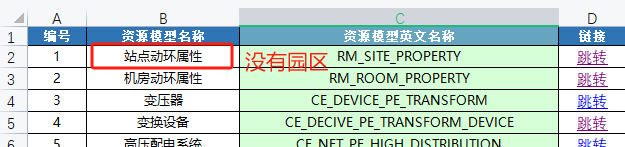 A B C D
1 编号 资源模型名称 资源模型英文名称 链接
2 1 站点动环属性 RM_SITE_PROPERTY 跳转
没有园区
3 2 机房动环属性 RM_ROOM_PROPERTY 跳转
4 3 变压器 CE_DEVICE_PE_TRANSFORM 跳转
5 4 变换设备 CE_DECIVE_PE_TRANSFORM_DEVICE 跳转
6 5 高压配电系统 CE_NET_PE_HIGH_DISTRIBUTION 跳转